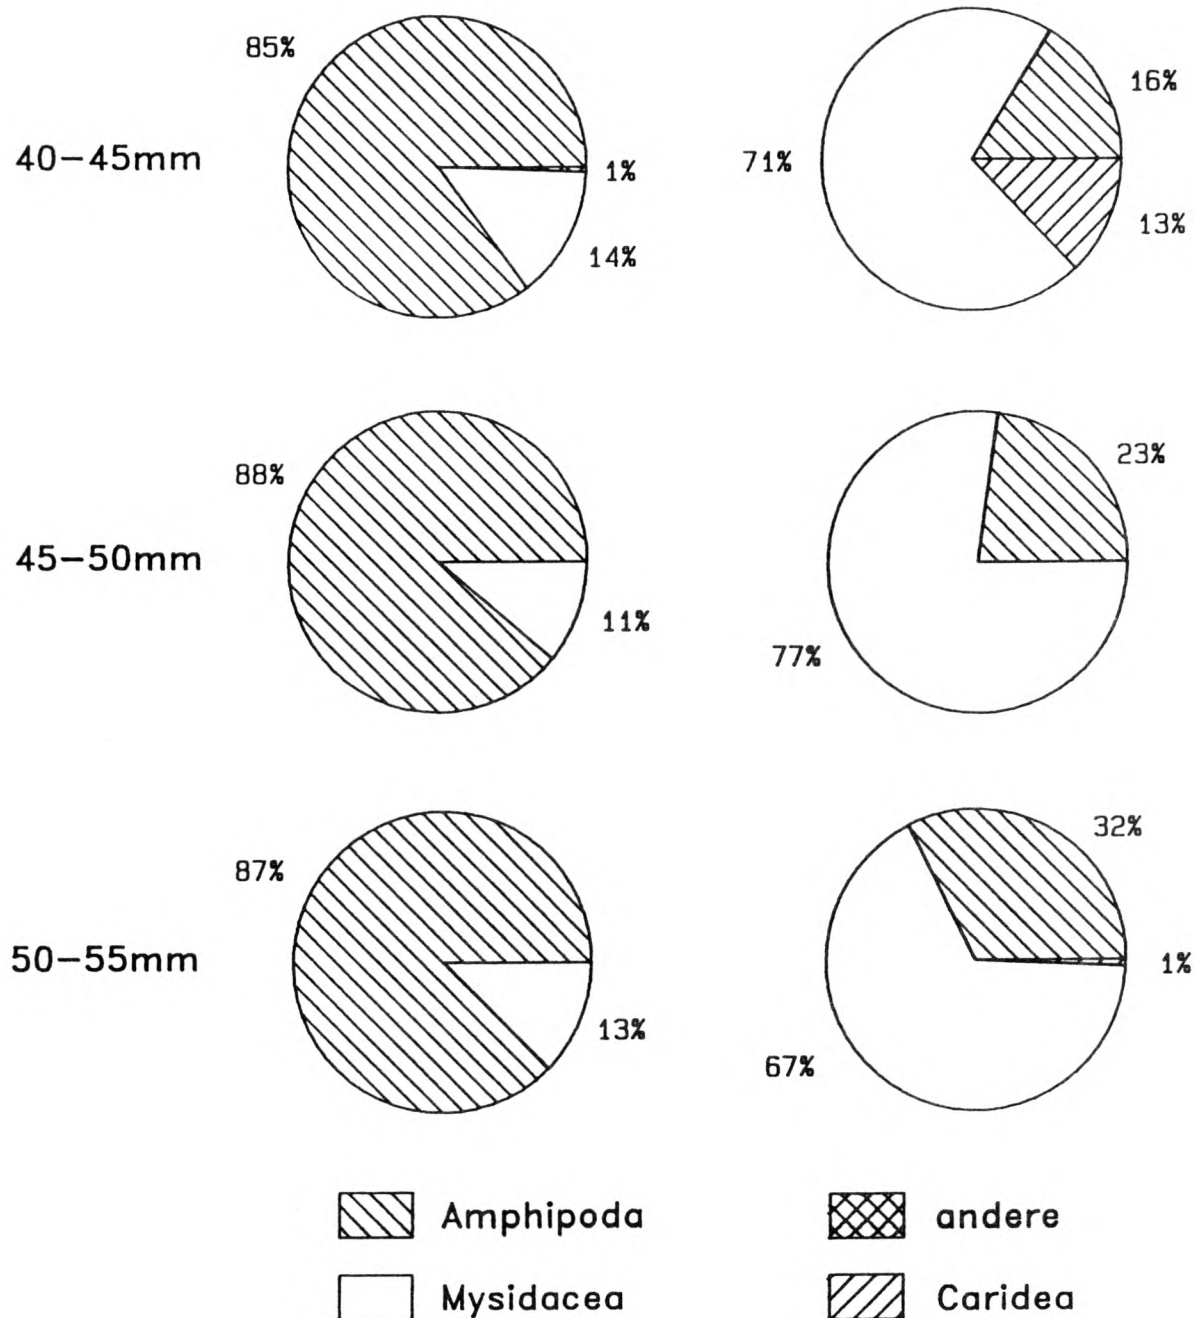 85%
16%
40-45mm
71%
1%
14%
13%
88%
23%
45-50mm
11%
77%
87%
32%
50-55mm
1%
13%
67%
Amphipoda
andere
Mysidacea
Caridea